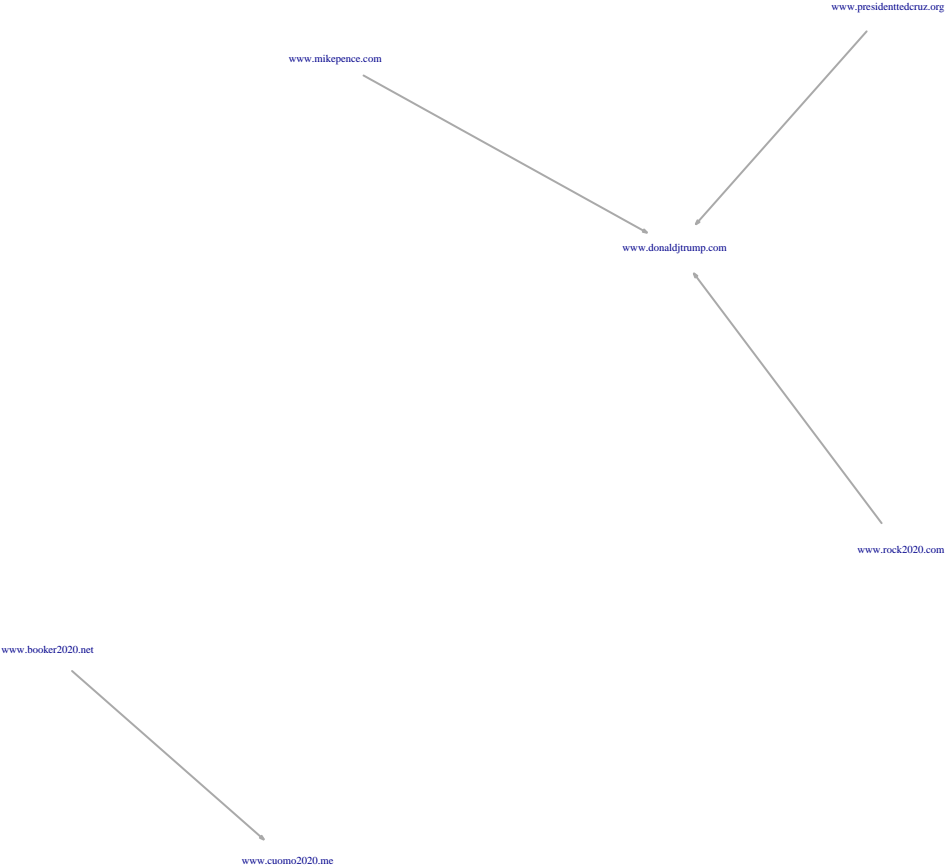 www.presidenttedcruz.org
www.mikepence.com
www.donaldjtrump.com
www.rock2020.com
www.booker2020.net
www.cuomo2020.me